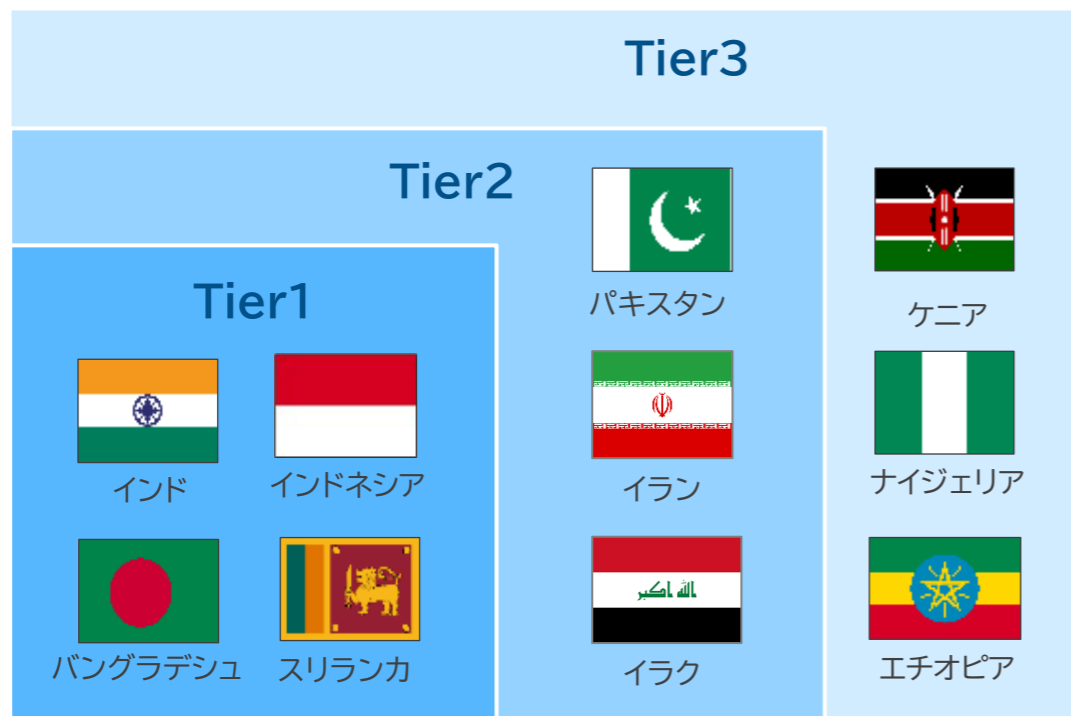 Tier3
Tier2
Tier1
パキスタン
ケニア
インド
インドネシア
イラン
ナイジェリア
الله اكبر
バングラデシュ
スリランカ
イラク
エチオピア